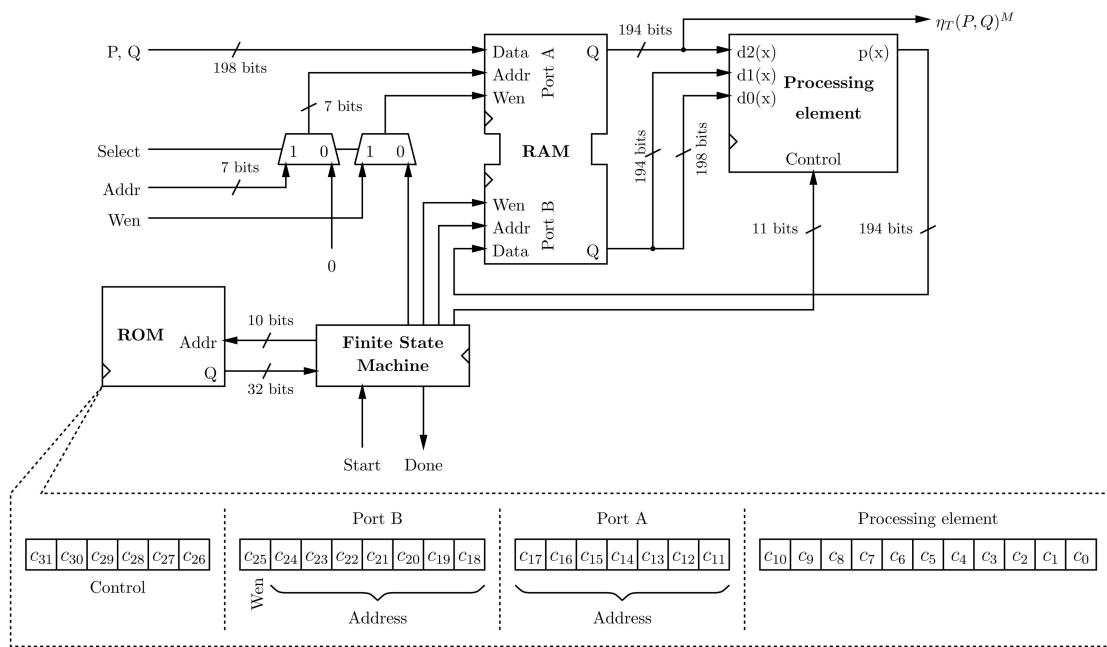 η_T(P, Q)^M
194 bits
P, Q
198 bits
Data
Addr
Wen
Port A
Q
d2(x)
d1(x)
d0(x)
p(x)
Processing
element
Control
7 bits
Select
1 0
1 0
RAM
7 bits
Addr
Wen
0
194 bits
198 bits
Wen
Addr
Data
Port B
Q
11 bits
194 bits
ROM
Addr
Q
10 bits
32 bits
Finite State
Machine
Start
Done
Port B
Port A
Processing element
c31 c30 c29 c28 c27 c26
c25 c24 c23 c22 c21 c20 c19 c18
c17 c16 c15 c14 c13 c12 c11
c10 c9 c8 c7 c6 c5 c4 c3 c2 c1 c0
Control
Wen
Address
Address